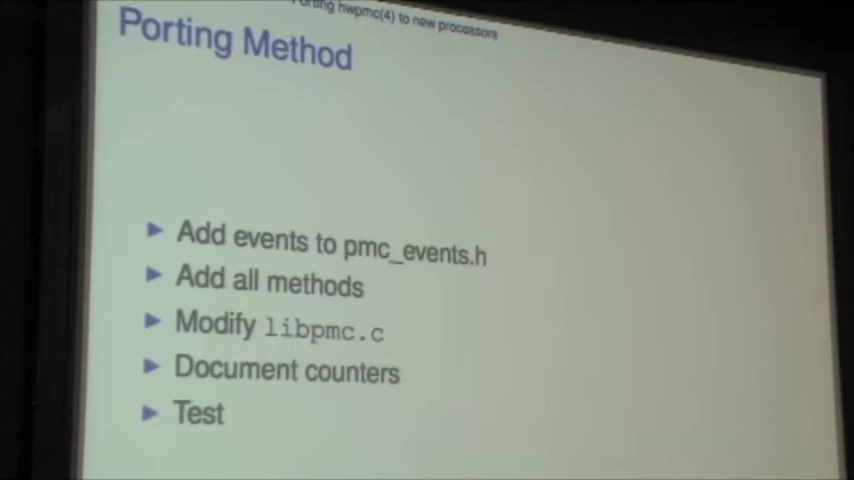 Porting hwpmc(4) to new processors
Porting Method
Add events to pmc_events.h
Add all methods
Modify libpmc.c
Document counters
Test